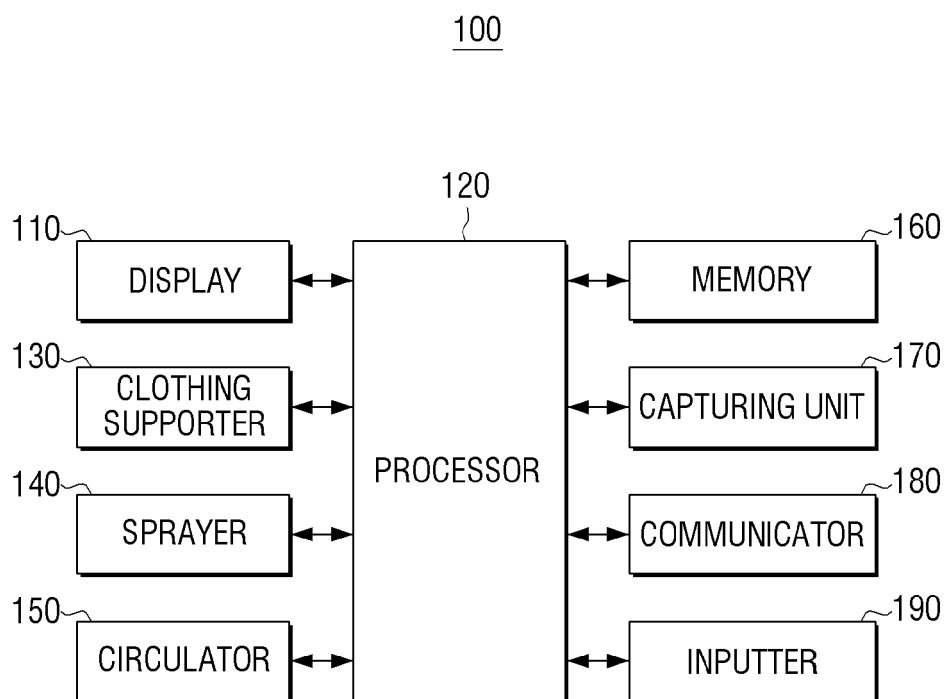 100
120
110
DISPLAY
130
CLOTHING
SUPPORTER
140
SPRAYER
150
CIRCULATOR
PROCESSOR
160
MEMORY
170
CAPTURING UNIT
180
COMMUNICATOR
190
INPUTTER